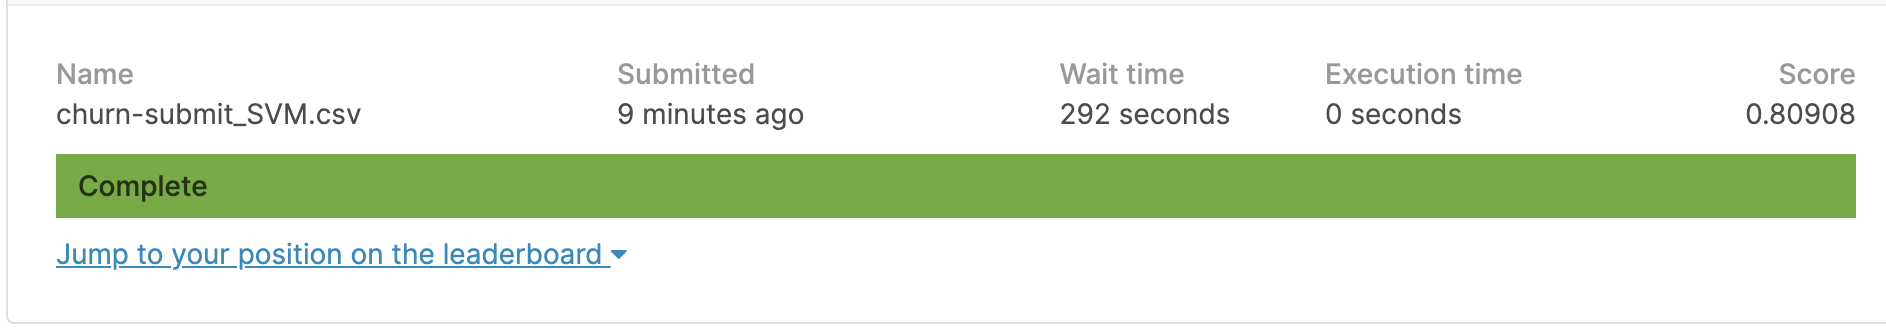 Name Submitted Wait time Execution time Score
churn-submit_SVM.csv 9 minutes ago 292 seconds 0 seconds 0.80908
Complete
Jump to your position on the leaderboard